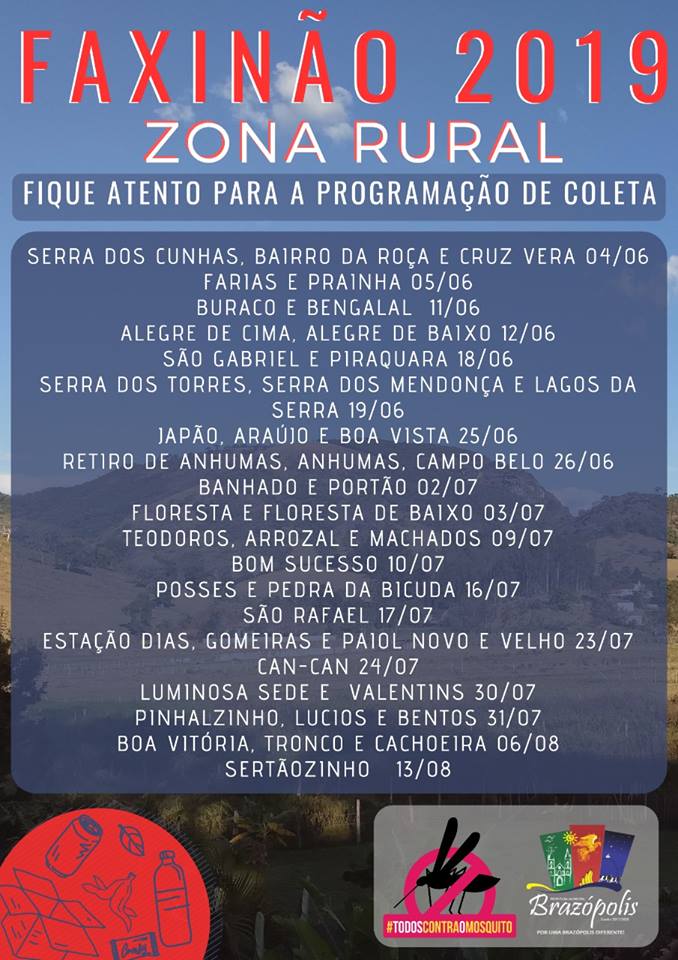 FAXINÃO 2019
ZONA RURAL
FIQUE ATENTO PARA A PROGRAMAÇÃO DE COLETA
SERRA DOS CUNHAS, BAIRRO DA ROÇA E CRUZ VERA 04/06
FARIAS E PRAINHA 05/06
BURACO E BENGALAL 11/06
ALEGRE DE CIMA, ALEGRE DE BAIXO 12/06
SÃO GABRIEL E PIRAQUARA 18/06
SERRA DOS TORRES, SERRA DOS MENDONÇA E LAGOS DA
SERRA 19/06
JAPÃO, ARAÚJO E BOA VISTA 25/06
RETIRO DE ANHUMAS, ANHUMAS, CAMPO BELO 26/06
BANHADO E PORTÃO 02/07
FLORESTA E FLORESTA DE BAIXO 03/07
TEODOROS, ARROZAL E MACHADOS 09/07
BOM SUCESSO 10/07
POSSES E PEDRA DA BICUDA 16/07
SÃO RAFAEL 17/07
ESTAÇÃO DIAS, GOMEIRAS E PAIOL NOVO E VELHO 23/07
CAN-CAN 24/07
LUMINOSA SEDE E VALENTINS 30/07
PINHALZINHO, LUCIOS E BENTOS 31/07
BOA VITÓRIA, TRONCO E CACHOEIRA 06/08
SERTÃOZINHO 13/08
#TODOSCONTRAOMOSQUITO
Brazópolis
POR UMA BRAZÓPOLIS DIFERENTE!